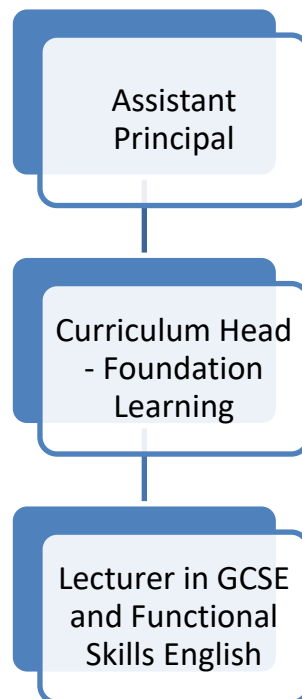 Assistant
Principal
Curriculum Head
- Foundation
Learning
Lecturer in GCSE
and Functional
Skills English